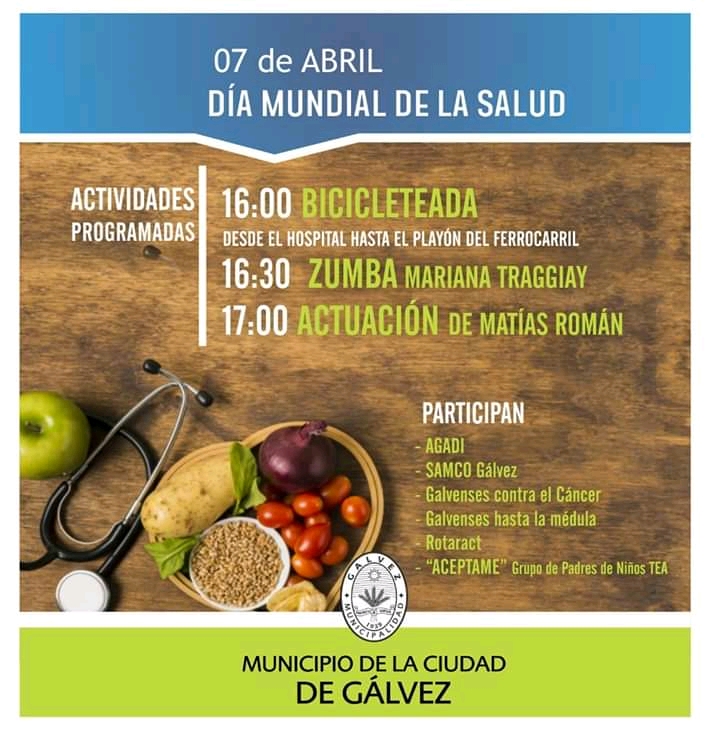 07 de ABRIL
DÍA MUNDIAL DE LA SALUD
ACTIVIDADES
PROGRAMADAS
16:00 BICICLETEADA
DESDE EL HOSPITAL HASTA EL PLAYÓN DEL FERROCARRIL
16:30 ZUMBA MARIANA TRAGGIAY
17:00 ACTUACIÓN DE MATÍAS ROMÁN
PARTICIPAN
- AGADI
- SAMCO Gálvez
- Galvenses contra el Cáncer
- Galvenses hasta la médula
- Rotaract
- “ACEPTAME” Grupo de Padres de Niños TEA
GALVEZ
MUNICIPALIDAD
MUNICIPIO DE LA CIUDAD
DE GÁLVEZ